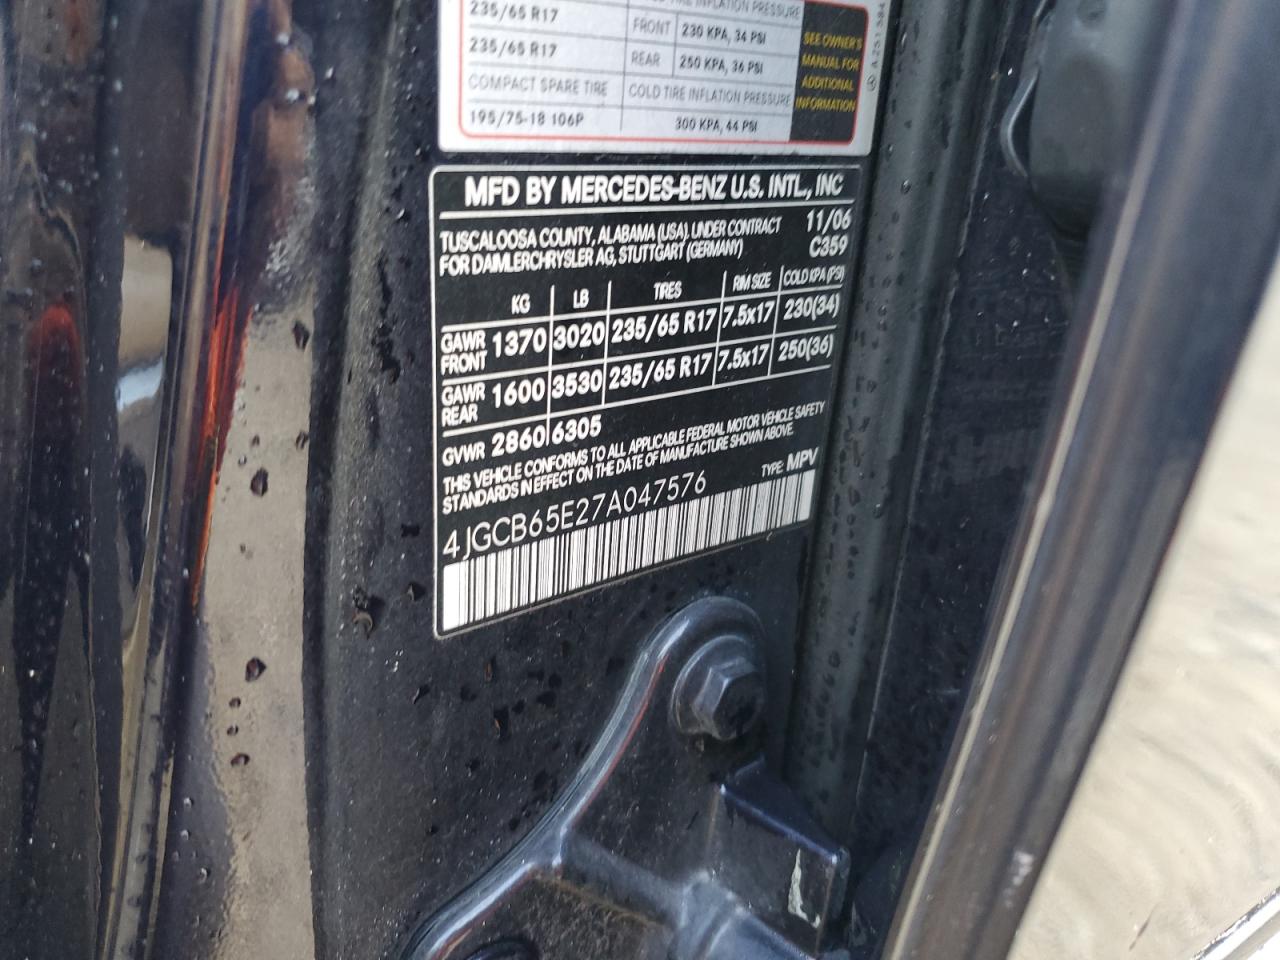 235/65 R17 TIRE INFLATION PRESSURE
FRONT 230 KPA, 34 PSI
235/65 R17 REAR 250 KPA, 36 PSI
COMPACT SPARE TIRE COLD TIRE INFLATION PRESSURE
195/75-18 106P 300 KPA, 44 PSI
SEE OWNER'S
MANUAL FOR
ADDITIONAL
INFORMATION
A 251 584
MFD BY MERCEDES-BENZ U.S. INTL., INC
TUSCALOOSA COUNTY, ALABAMA (USA). UNDER CONTRACT 11/06
FOR DAIMLERCHRYSLER AG, STUTTGART (GERMANY) C359
KG LB TIRES RIM SIZE COLD KPA (PSI)
GAWR FRONT 1370 3020 235/65 R17 7.5x17 230(34)
GAWR REAR 1600 3530 235/65 R17 7.5x17 250(36)
GVWR 2860 6305
THIS VEHICLE CONFORMS TO ALL APPLICABLE FEDERAL MOTOR VEHICLE SAFETY
STANDARDS IN EFFECT ON THE DATE OF MANUFACTURE SHOWN ABOVE.
4JGCB65E27A047576 TYPE: MPV